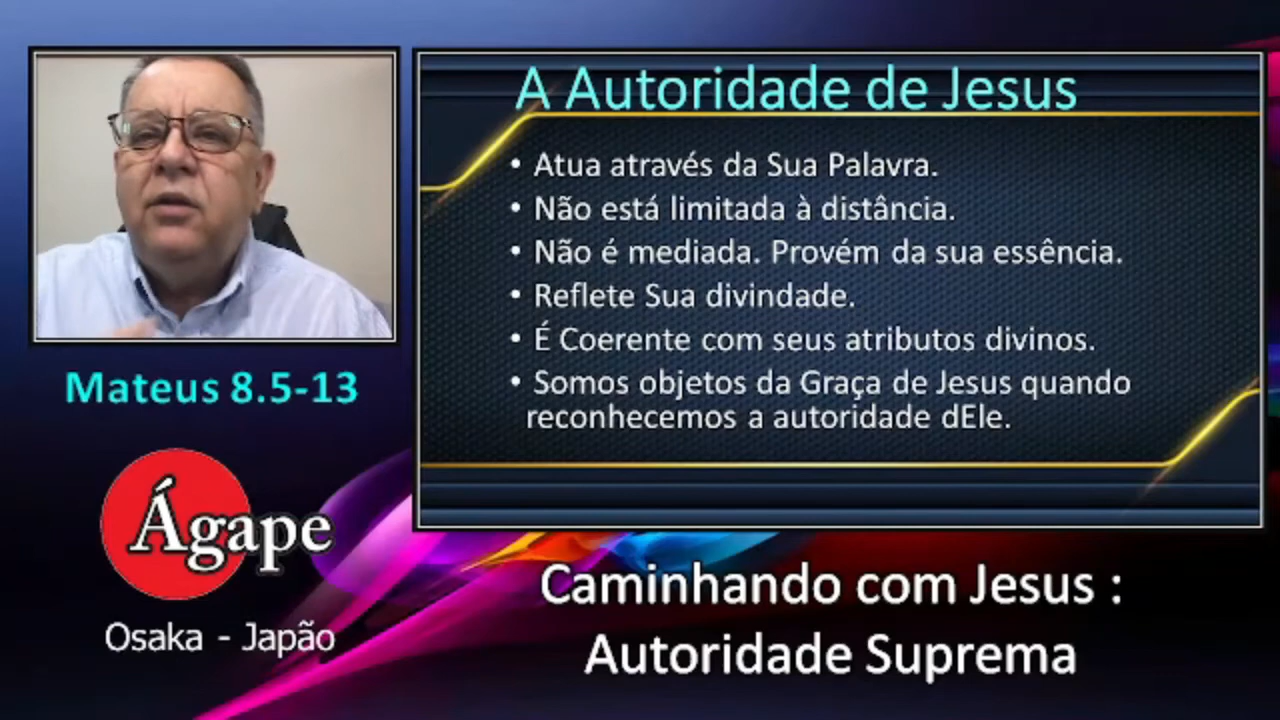 A Autoridade de Jesus
• Atua através da Sua Palavra.
• Não está limitada à distância.
• Não é mediada. Provém da sua essência.
• Reflete Sua divindade.
• É Coerente com seus atributos divinos.
• Somos objetos da Graça de Jesus quando
reconhecemos a autoridade dEle.
Mateus 8.5-13
Ágape
Osaka - Japão
Caminhando com Jesus :
Autoridade Suprema